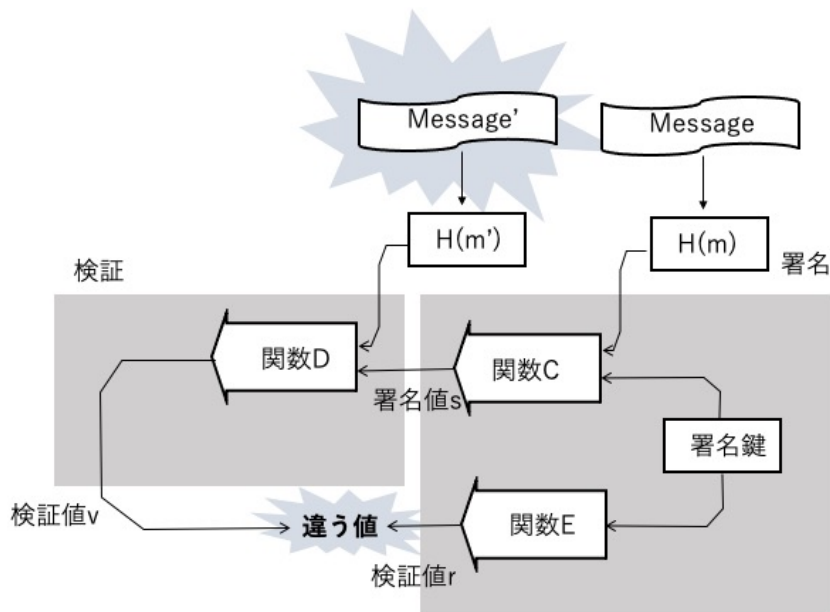 Message’
Message
H(m’)
H(m)
検証
署名
関数D
関数C
署名値s
署名鍵
検証値v
違う値
関数E
検証値r